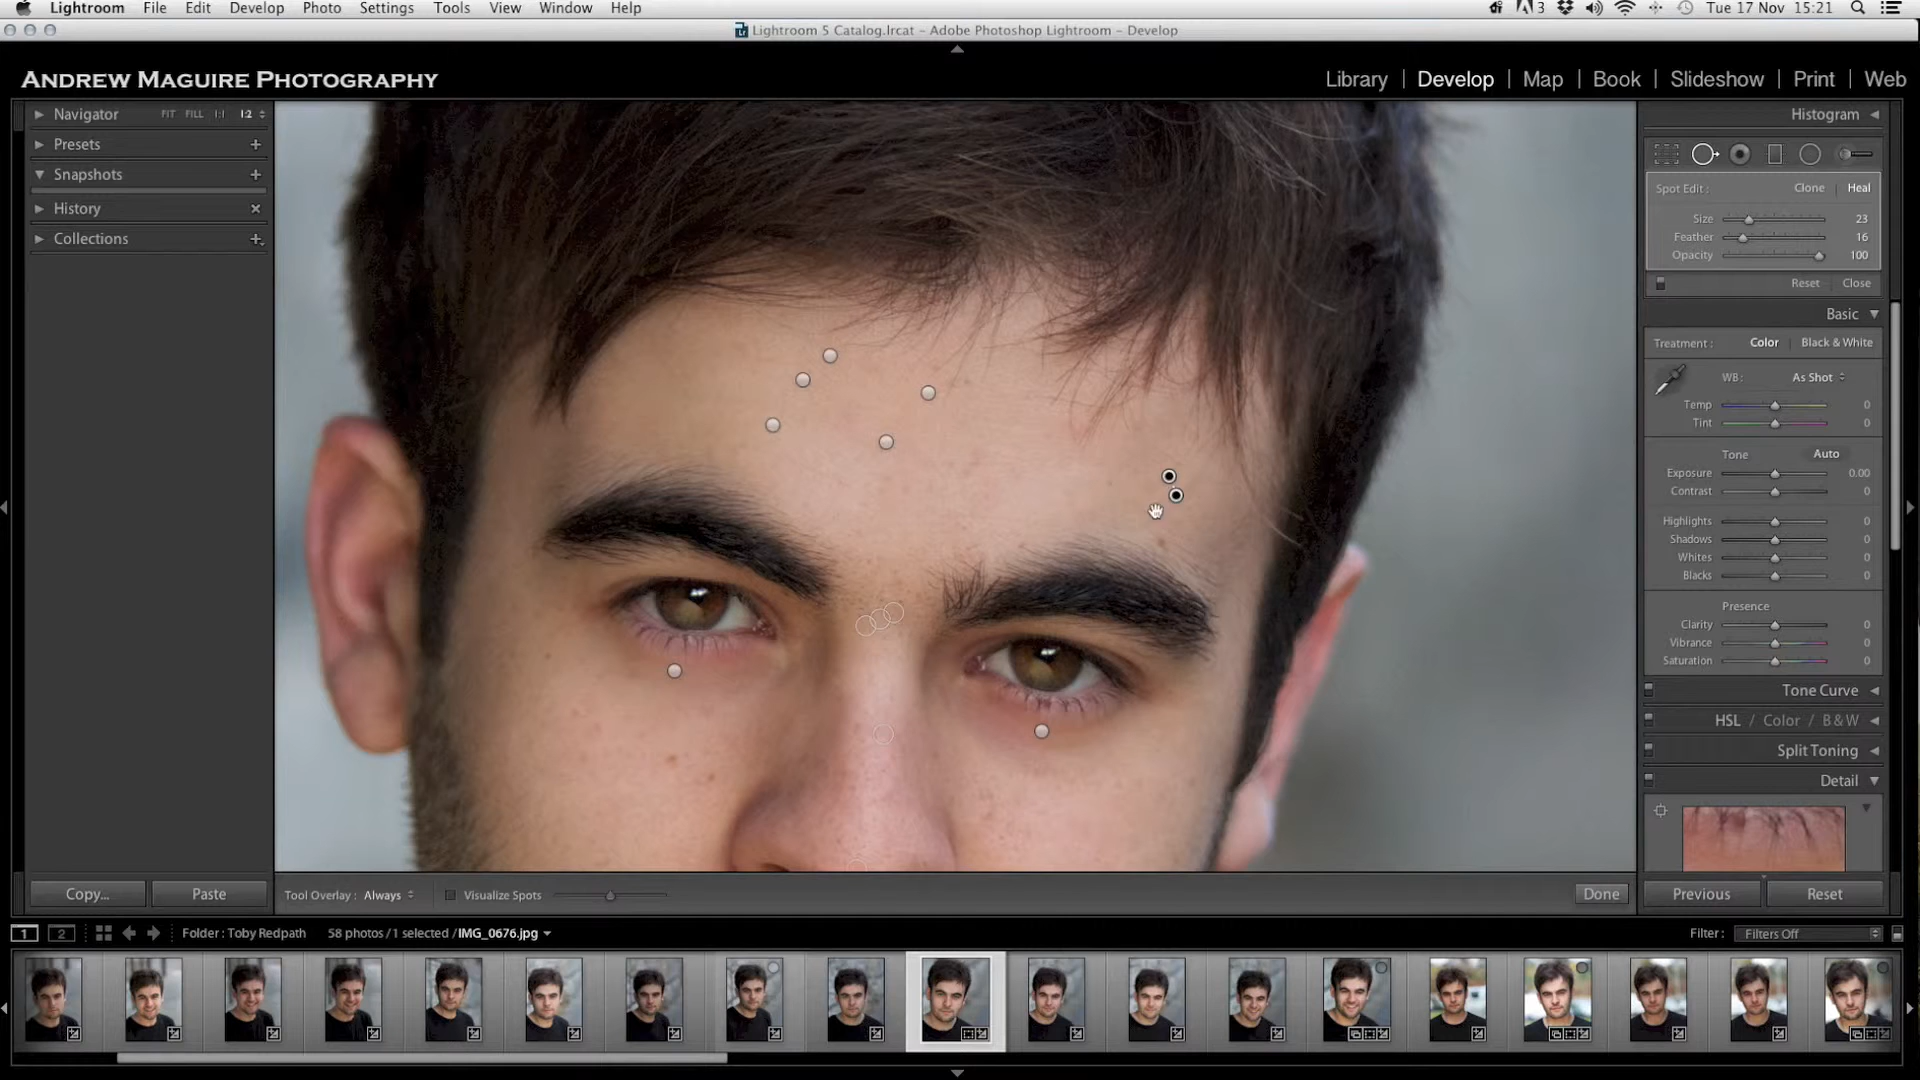 Lightroom File Edit Develop Photo Settings Tools View Window Help 3 Tue 17 Nov 15:21
Lightroom 5 Catalog.lrcat – Adobe Photoshop Lightroom – Develop
ANDREW MAGUIRE PHOTOGRAPHY
Library | Develop | Map | Book | Slideshow | Print | Web
Navigator FIT FILL 1:1 1:2
Presets
Snapshots
History
Collections
Histogram
Spot Edit : Clone Heal
Size 23
Feather 16
Opacity 100
Reset Close
Basic
Treatment : Color Black & White
WB: As Shot
Temp 0
Tint 0
Tone Auto
Exposure 0.00
Contrast 0
Highlights 0
Shadows 0
Whites 0
Blacks 0
Presence
Clarity 0
Vibrance 0
Saturation 0
Tone Curve
HSL / Color / B & W
Split Toning
Detail
Copy... Paste
Tool Overlay : Always Visualize Spots Done
Previous Reset
1 2 Folder : Toby Redpath 58 photos / 1 selected / IMG_0676.jpg
Filter : Filters Off